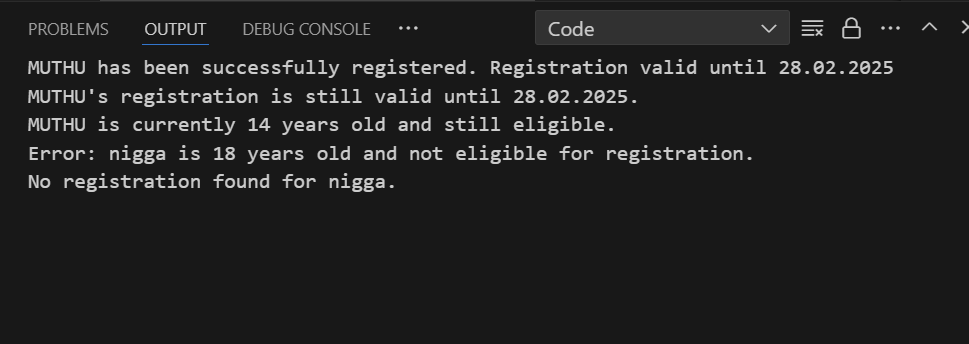 PROBLEMS OUTPUT DEBUG CONSOLE ··· Code ···
MUTHU has been successfully registered. Registration valid until 28.02.2025
MUTHU's registration is still valid until 28.02.2025.
MUTHU is currently 14 years old and still eligible.
Error: nigga is 18 years old and not eligible for registration.
No registration found for nigga.